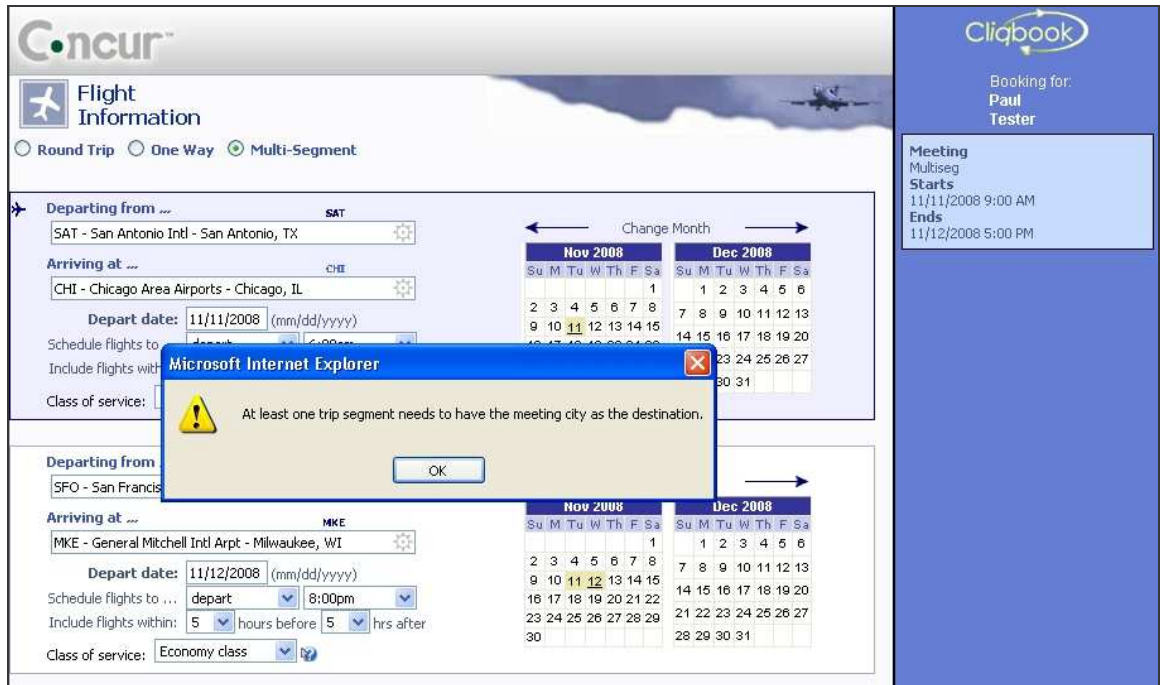 Concur
Cliqbook
Flight
Information
Booking for:
Paul
Tester
Round Trip One Way Multi-Segment
Meeting
Multiseg
Starts
11/11/2008 9:00 AM
Ends
11/12/2008 5:00 PM
Departing from ...
SAT
SAT - San Antonio Intl - San Antonio, TX
Arriving at ...
CHI
CHI - Chicago Area Airports - Chicago, IL
Depart date: 11/11/2008 (mm/dd/yyyy)
Schedule flights to
Include flights with
Class of service:
Change Month
Nov 2008
Su M Tu W Th F Sa
1
2 3 4 5 6 7 8
9 10 11 12 13 14 15
Dec 2008
Su M Tu W Th F Sa
1 2 3 4 5 6
7 8 9 10 11 12 13
14 15 16 17 18 19 20
23 24 25 26 27
30 31
Microsoft Internet Explorer
At least one trip segment needs to have the meeting city as the destination.
OK
Departing from
SFO - San Francis
Arriving at ...
MKE
MKE - General Mitchell Intl Arpt - Milwaukee, WI
Depart date: 11/12/2008 (mm/dd/yyyy)
Schedule flights to ... depart 8:00pm
Include flights within: 5 hours before 5 hrs after
Class of service: Economy class
Nov 2008
Su M Tu W Th F Sa
1
2 3 4 5 6 7 8
9 10 11 12 13 14 15
16 17 18 19 20 21 22
23 24 25 26 27 28 29
30
Dec 2008
Su M Tu W Th F Sa
1 2 3 4 5 6
7 8 9 10 11 12 13
14 15 16 17 18 19 20
21 22 23 24 25 26 27
28 29 30 31